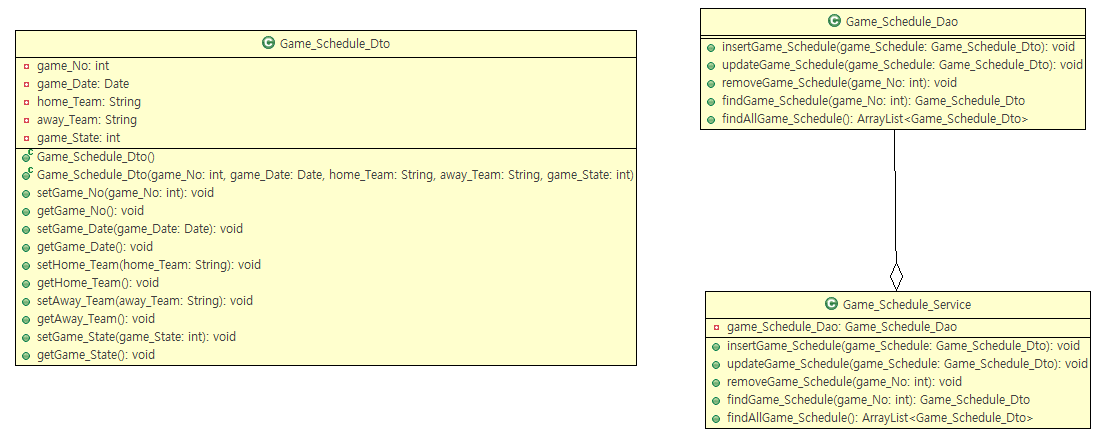 Game_Schedule_Dto
game_No: int
game_Date: Date
home_Team: String
away_Team: String
game_State: int
Game_Schedule_Dto()
Game_Schedule_Dto(game_No: int, game_Date: Date, home_Team: String, away_Team: String, game_State: int)
setGame_No(game_No: int): void
getGame_No(): void
setGame_Date(game_Date: Date): void
getGame_Date(): void
setHome_Team(home_Team: String): void
getHome_Team(): void
setAway_Team(away_Team: String): void
getAway_Team(): void
setGame_State(game_State: int): void
getGame_State(): void
Game_Schedule_Dao
insertGame_Schedule(game_Schedule: Game_Schedule_Dto): void
updateGame_Schedule(game_Schedule: Game_Schedule_Dto): void
removeGame_Schedule(game_No: int): void
findGame_Schedule(game_No: int): Game_Schedule_Dto
findAllGame_Schedule(): ArrayList<Game_Schedule_Dto>
Game_Schedule_Service
game_Schedule_Dao: Game_Schedule_Dao
insertGame_Schedule(game_Schedule: Game_Schedule_Dto): void
updateGame_Schedule(game_Schedule: Game_Schedule_Dto): void
removeGame_Schedule(game_No: int): void
findGame_Schedule(game_No: int): Game_Schedule_Dto
findAllGame_Schedule(): ArrayList<Game_Schedule_Dto>